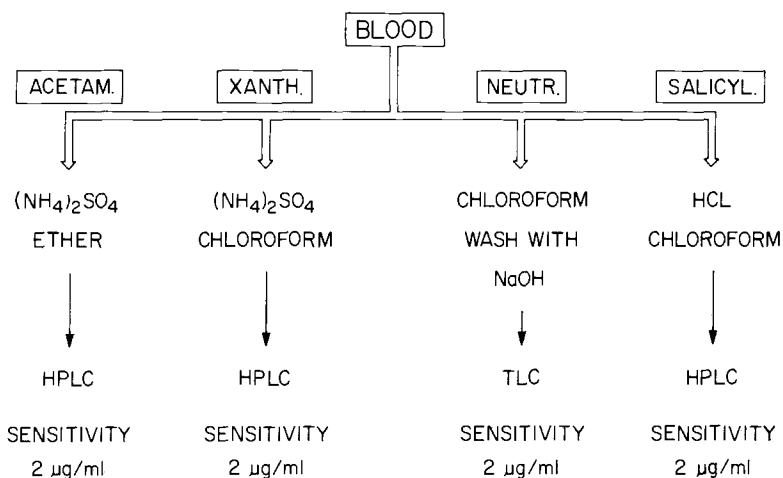 BLOOD
ACETAM. XANTH. NEUTR. SALICYL.
(NH4)2SO4 (NH4)2SO4 CHLOROFORM HCL
ETHER CHLOROFORM WASH WITH CHLOROFORM
NaOH
HPLC HPLC TLC HPLC
SENSITIVITY SENSITIVITY SENSITIVITY SENSITIVITY
2 µg/ml 2 µg/ml 2 µg/ml 2 µg/ml